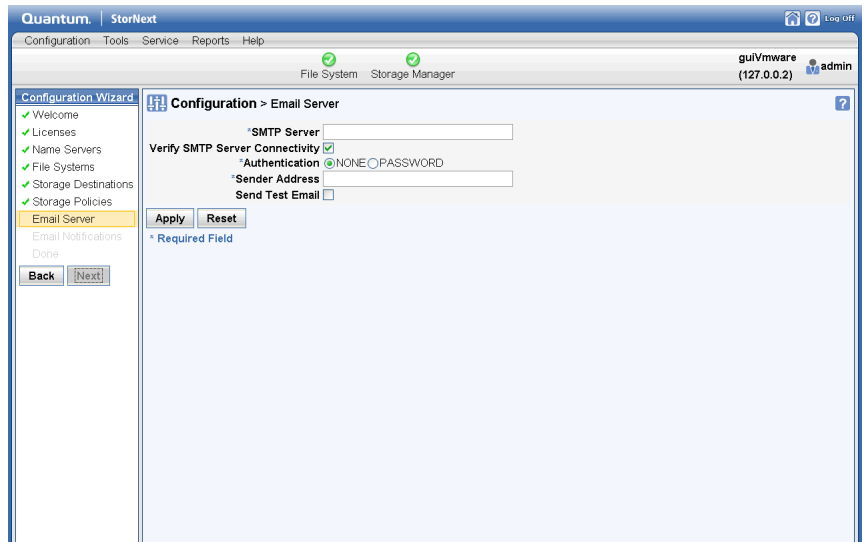 Quantum. StorNext
Log Off
Configuration Tools Service Reports Help
File System Storage Manager
guiVmware
(127.0.0.2)
admin
Configuration Wizard
Welcome
Licenses
Name Servers
File Systems
Storage Destinations
Storage Policies
Email Server
Email Notifications
Done
Back Next
Configuration > Email Server
?
*SMTP Server
Verify SMTP Server Connectivity
*Authentication NONE PASSWORD
*Sender Address
Send Test Email
Apply Reset
* Required Field